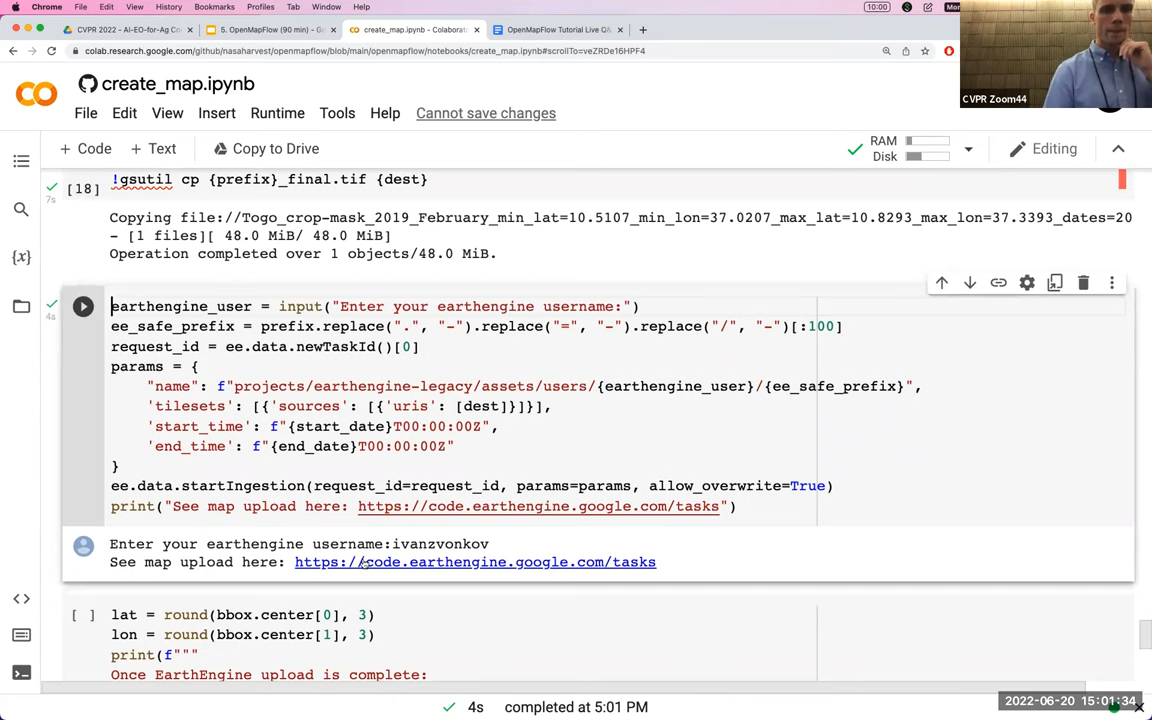 Chrome File Edit View History Bookmarks Profiles Tab Window Help 10:00
CVPR 2022 - AI-EO-for-Ag Co
5. OpenMapFlow (90 min) - G
create_map.ipynb - Colaborat
OpenMapFlow Tutorial Live Q&
colab.research.google.com/github/nasaharvest/openmapflow/blob/main/openmapflow/notebooks/create_map.ipynb#scrollTo=veZRDe16HPF4
CVPR Zoom44
create_map.ipynb
File Edit View Insert Runtime Tools Help Cannot save changes
+ Code + Text Copy to Drive
RAM
Disk
Editing
!gsutil cp {prefix}_final.tif {dest}
[18]
7s
Copying file://Togo_crop-mask_2019_February_min_lat=10.5107_min_lon=37.0207_max_lat=10.8293_max_lon=37.3393_dates=20
- [1 files][ 48.0 MiB/ 48.0 MiB]
Operation completed over 1 objects/48.0 MiB.
4s
earthengine_user = input("Enter your earthengine username:")
ee_safe_prefix = prefix.replace(".", "-").replace("=", "-").replace("/", "-")[:100]
request_id = ee.data.newTaskId()[0]
params = {
"name": f"projects/earthengine-legacy/assets/users/{earthengine_user}/{ee_safe_prefix}",
'tilesets': [{'sources': [{'uris': [dest]}]}],
'start_time': f"{start_date}T00:00:00Z",
'end_time': f"{end_date}T00:00:00Z"
}
ee.data.startIngestion(request_id=request_id, params=params, allow_overwrite=True)
print("See map upload here: https://code.earthengine.google.com/tasks")
Enter your earthengine username:ivanzvonkov
See map upload here: https://code.earthengine.google.com/tasks
[ ] lat = round(bbox.center[0], 3)
lon = round(bbox.center[1], 3)
print(f"""
Once EarthEngine upload is complete:
4s completed at 5:01 PM
2022-06-20 15:01:34